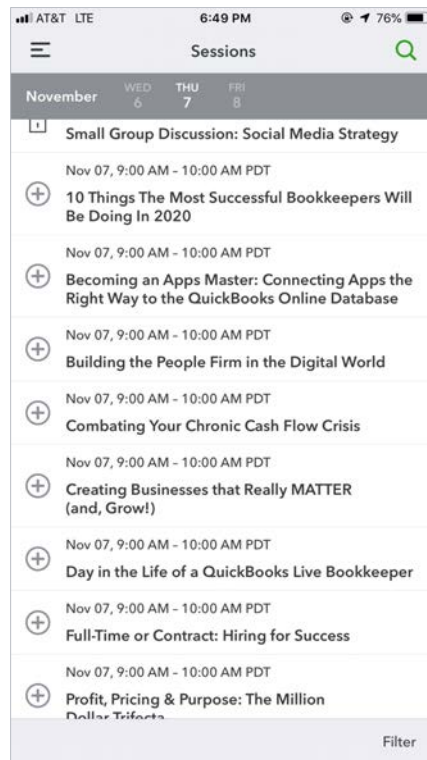 AT&T LTE 6:49 PM 76%
Sessions
November WED 6 THU 7 FRI 8
Small Group Discussion: Social Media Strategy
Nov 07, 9:00 AM – 10:00 AM PDT
10 Things The Most Successful Bookkeepers Will
Be Doing In 2020
Nov 07, 9:00 AM – 10:00 AM PDT
Becoming an Apps Master: Connecting Apps the
Right Way to the QuickBooks Online Database
Nov 07, 9:00 AM – 10:00 AM PDT
Building the People Firm in the Digital World
Nov 07, 9:00 AM – 10:00 AM PDT
Combating Your Chronic Cash Flow Crisis
Nov 07, 9:00 AM – 10:00 AM PDT
Creating Businesses that Really MATTER
(and, Grow!)
Nov 07, 9:00 AM – 10:00 AM PDT
Day in the Life of a QuickBooks Live Bookkeeper
Nov 07, 9:00 AM – 10:00 AM PDT
Full-Time or Contract: Hiring for Success
Nov 07, 9:00 AM – 10:00 AM PDT
Profit, Pricing & Purpose: The Million
Dollar Trifecta
Filter